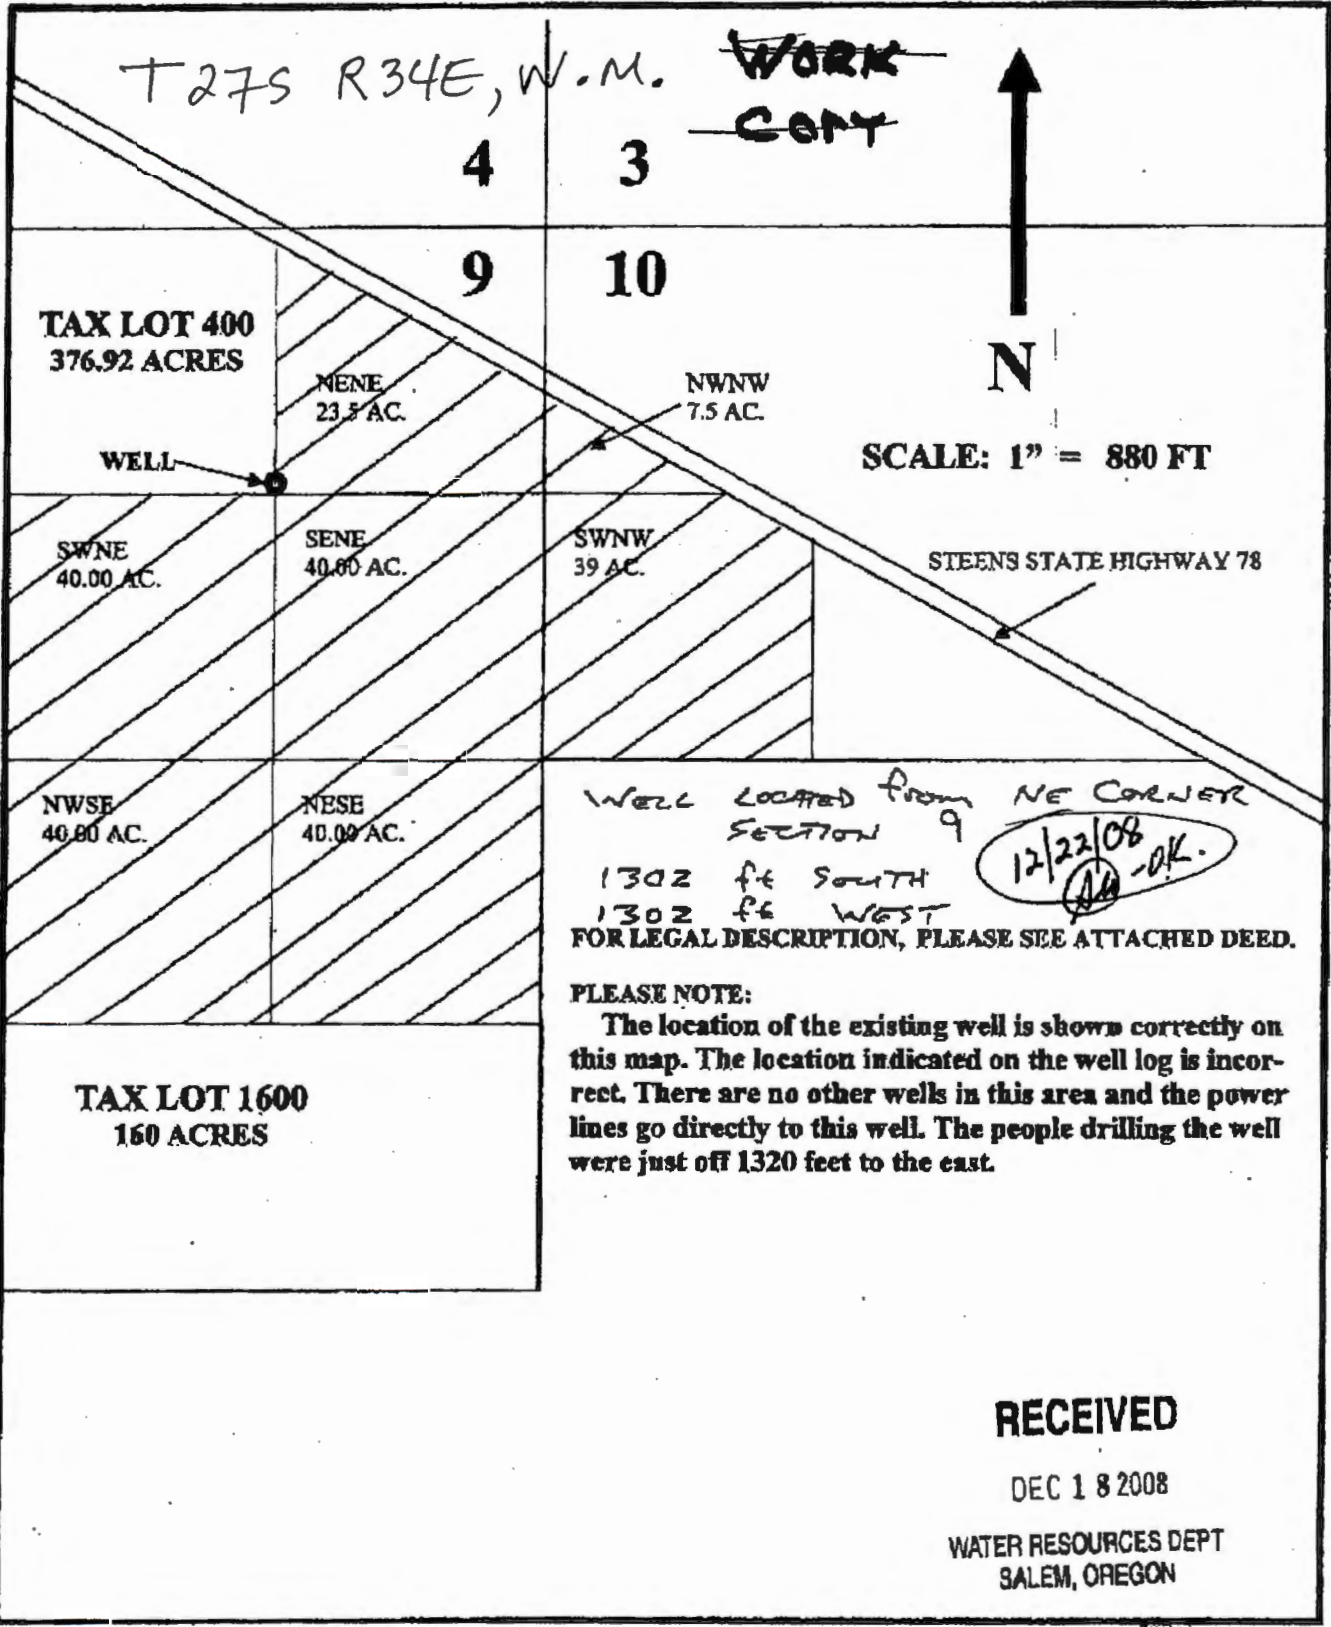 T27S R34E, W.M.
WORK
COPY
4
3
9
10
TAX LOT 400
376.92 ACRES
NENE
23.5 AC.
NWNW
7.5 AC.
N
WELL
SCALE: 1” = 880 FT
SWNE
40.00 AC.
SENE
40.00 AC.
SWNW
39 AC.
STEENS STATE HIGHWAY 78
NWSE
40.00 AC.
NESE
40.00 AC.
WELL LOCATED from NE CORNER
SECTION 9
1302 ft SOUTH
1302 ft WEST
12/22/08
-OK.
FOR LEGAL DESCRIPTION, PLEASE SEE ATTACHED DEED.
PLEASE NOTE:
The location of the existing well is shown correctly on
this map. The location indicated on the well log is incor-
rect. There are no other wells in this area and the power
lines go directly to this well. The people drilling the well
were just off 1320 feet to the east.
TAX LOT 1600
160 ACRES
RECEIVED
DEC 18 2008
WATER RESOURCES DEPT
SALEM, OREGON